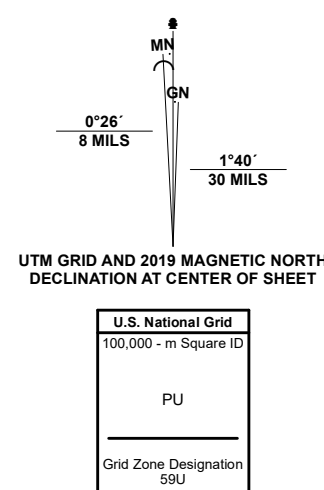 MN
GN
0°26´
8 MILS
1°40´
30 MILS
UTM GRID AND 2019 MAGNETIC NORTH
DECLINATION AT CENTER OF SHEET
U.S. National Grid
100,000 - m Square ID
PU
Grid Zone Designation
59U